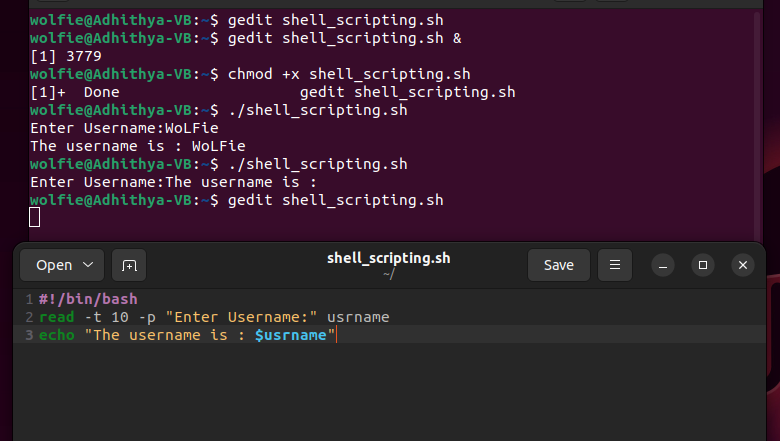 wolfie@Adhithya-VB:~$ gedit shell_scripting.sh
wolfie@Adhithya-VB:~$ gedit shell_scripting.sh &
[1] 3779
wolfie@Adhithya-VB:~$ chmod +x shell_scripting.sh
[1]+  Done                    gedit shell_scripting.sh
wolfie@Adhithya-VB:~$ ./shell_scripting.sh
Enter Username:WoLFie
The username is : WoLFie
wolfie@Adhithya-VB:~$ ./shell_scripting.sh
Enter Username:The username is :
wolfie@Adhithya-VB:~$ gedit shell_scripting.sh
Open
shell_scripting.sh
~/
Save
1 #!/bin/bash
2 read -t 10 -p "Enter Username:" usrname
3 echo "The username is : $usrname"